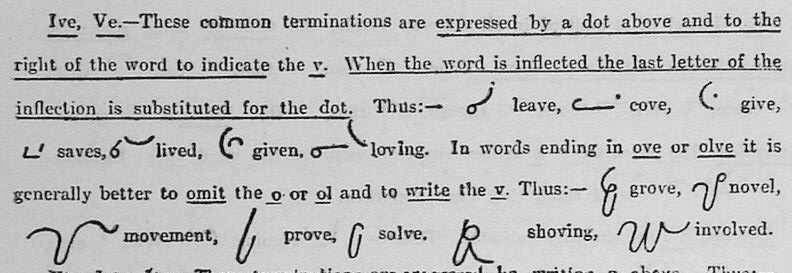 Ive, Ve.—These common terminations are expressed by a dot above and to the
right of the word to indicate the v. When the word is inflected the last letter of the
inflection is substituted for the dot. Thus:— leave, cove, give,
saves, lived, given, loving. In words ending in ove or olve it is
generally better to omit the o or ol and to write the v. Thus:— grove, novel,
movement, prove, solve. shoving, involved.